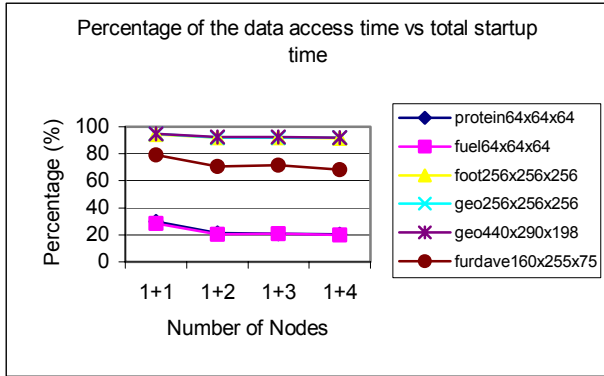 Percentage of the data access time vs total startup
time
100
80
60
40
20
0
Percentage (%)
1+1 1+2 1+3 1+4
Number of Nodes
protein64x64x64
fuel64x64x64
foot256x256x256
geo256x256x256
geo440x290x198
furdave160x255x75